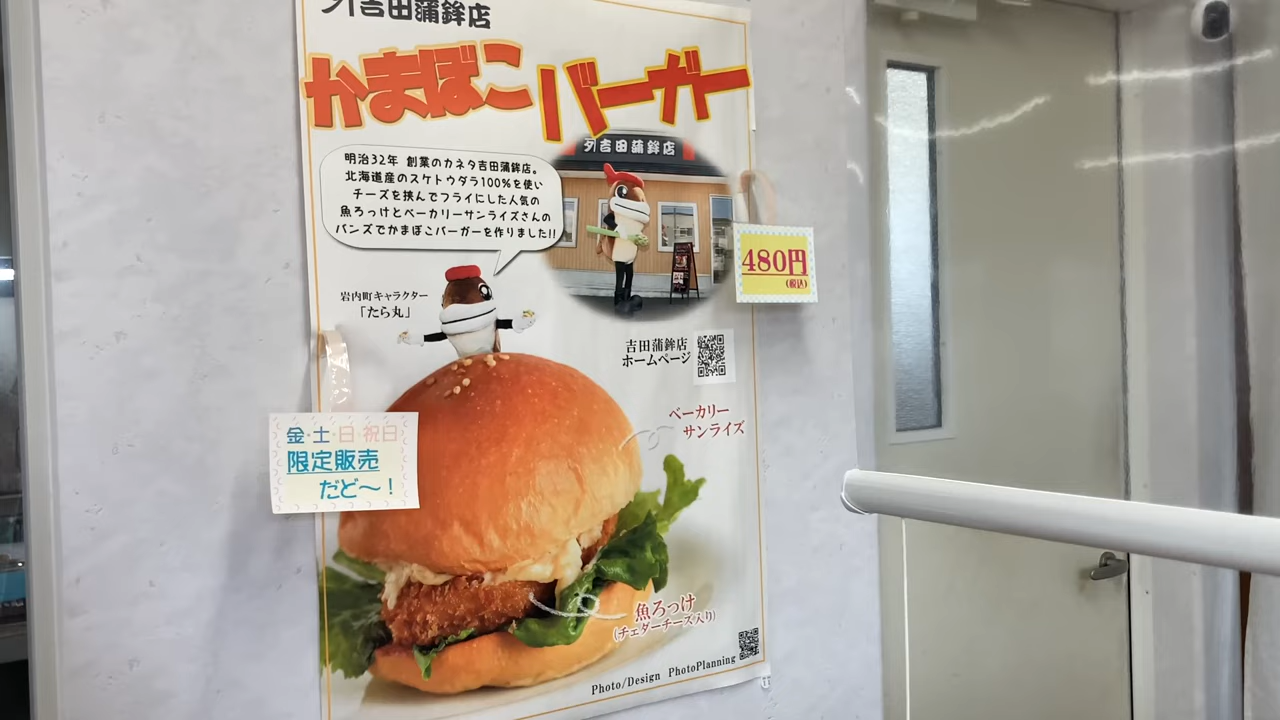 吉田蒲鉾店
かまぼこバーガー
明治32年 創業のカネタ吉田蒲鉾店。
北海道産のスケトウダラ100%を使い
チーズを挟んでフライにした人気の
魚ろっけとベーカリーサンライズさんの
バンズでかまぼこバーガーを作りました!!
吉田蒲鉾店
480円
(税込)
岩内町キャラクター
「たら丸」
吉田蒲鉾店
ホームページ
ベーカリー
サンライズ
金・土・日・祝日
限定販売
だど〜!
魚ろっけ
(チェダーチーズ入り)
Photo/Design PhotoPlanning